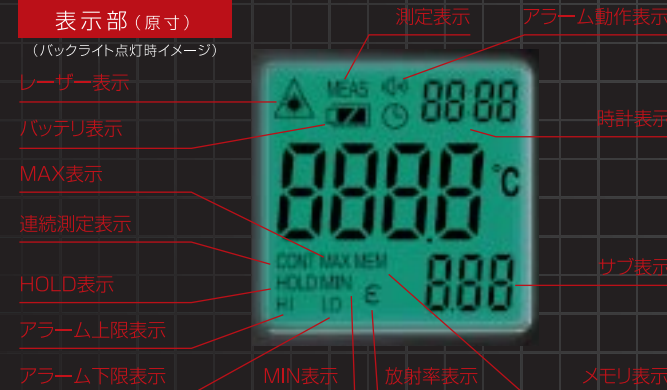 表示部(原寸)
(バックライト点灯時イメージ)
測定表示
アラーム動作表示
レーザー表示
バッテリ表示
時計表示
MAX表示
連続測定表示
HOLD表示
サブ表示
アラーム上限表示
アラーム下限表示
MIN表示
放射率表示
メモリ表示
MEAS
88:88
888.8 °C
CONT MAX MEM
HOLD MIN
HI LO ε
88.8